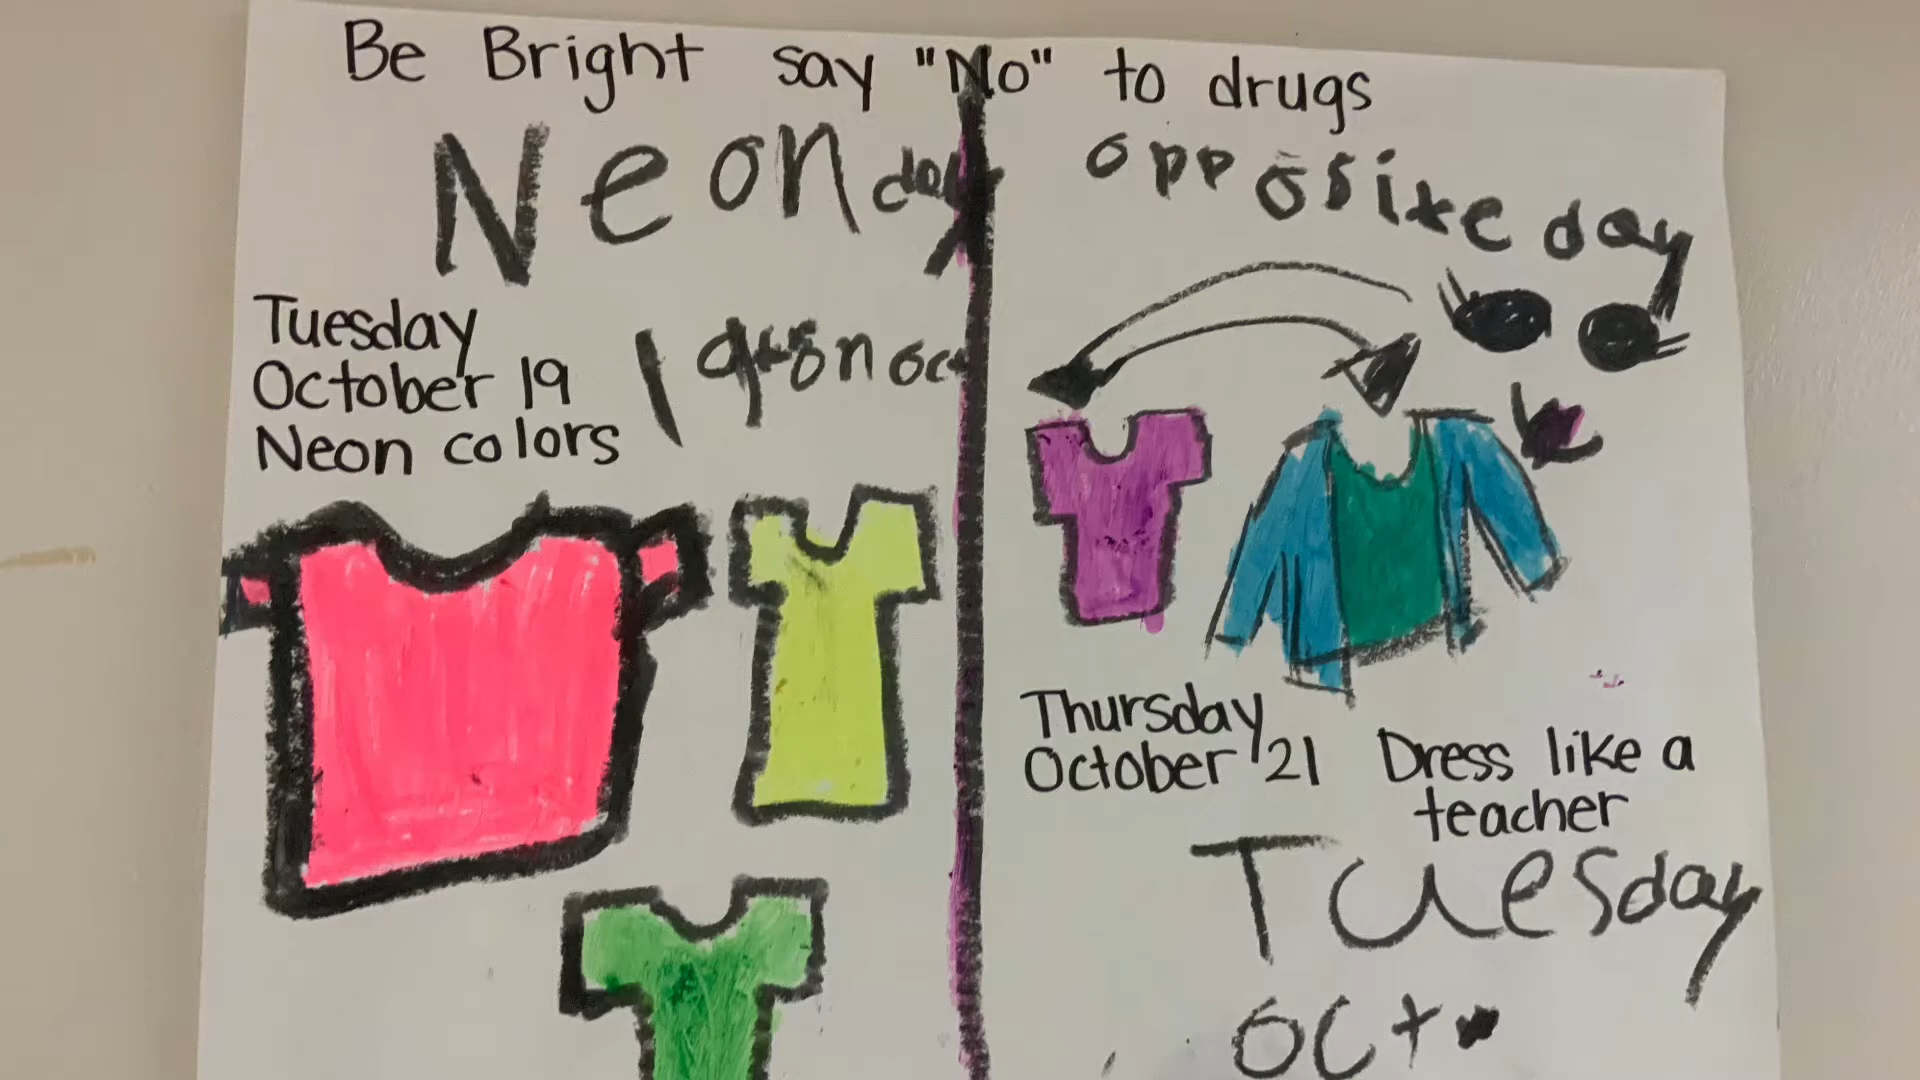 Be Bright say "No" to drugs
Neon day
Tuesday
October 19
Neon colors
opposite day
Thursday
October 21
Dress like a
teacher
Tuesday
oct